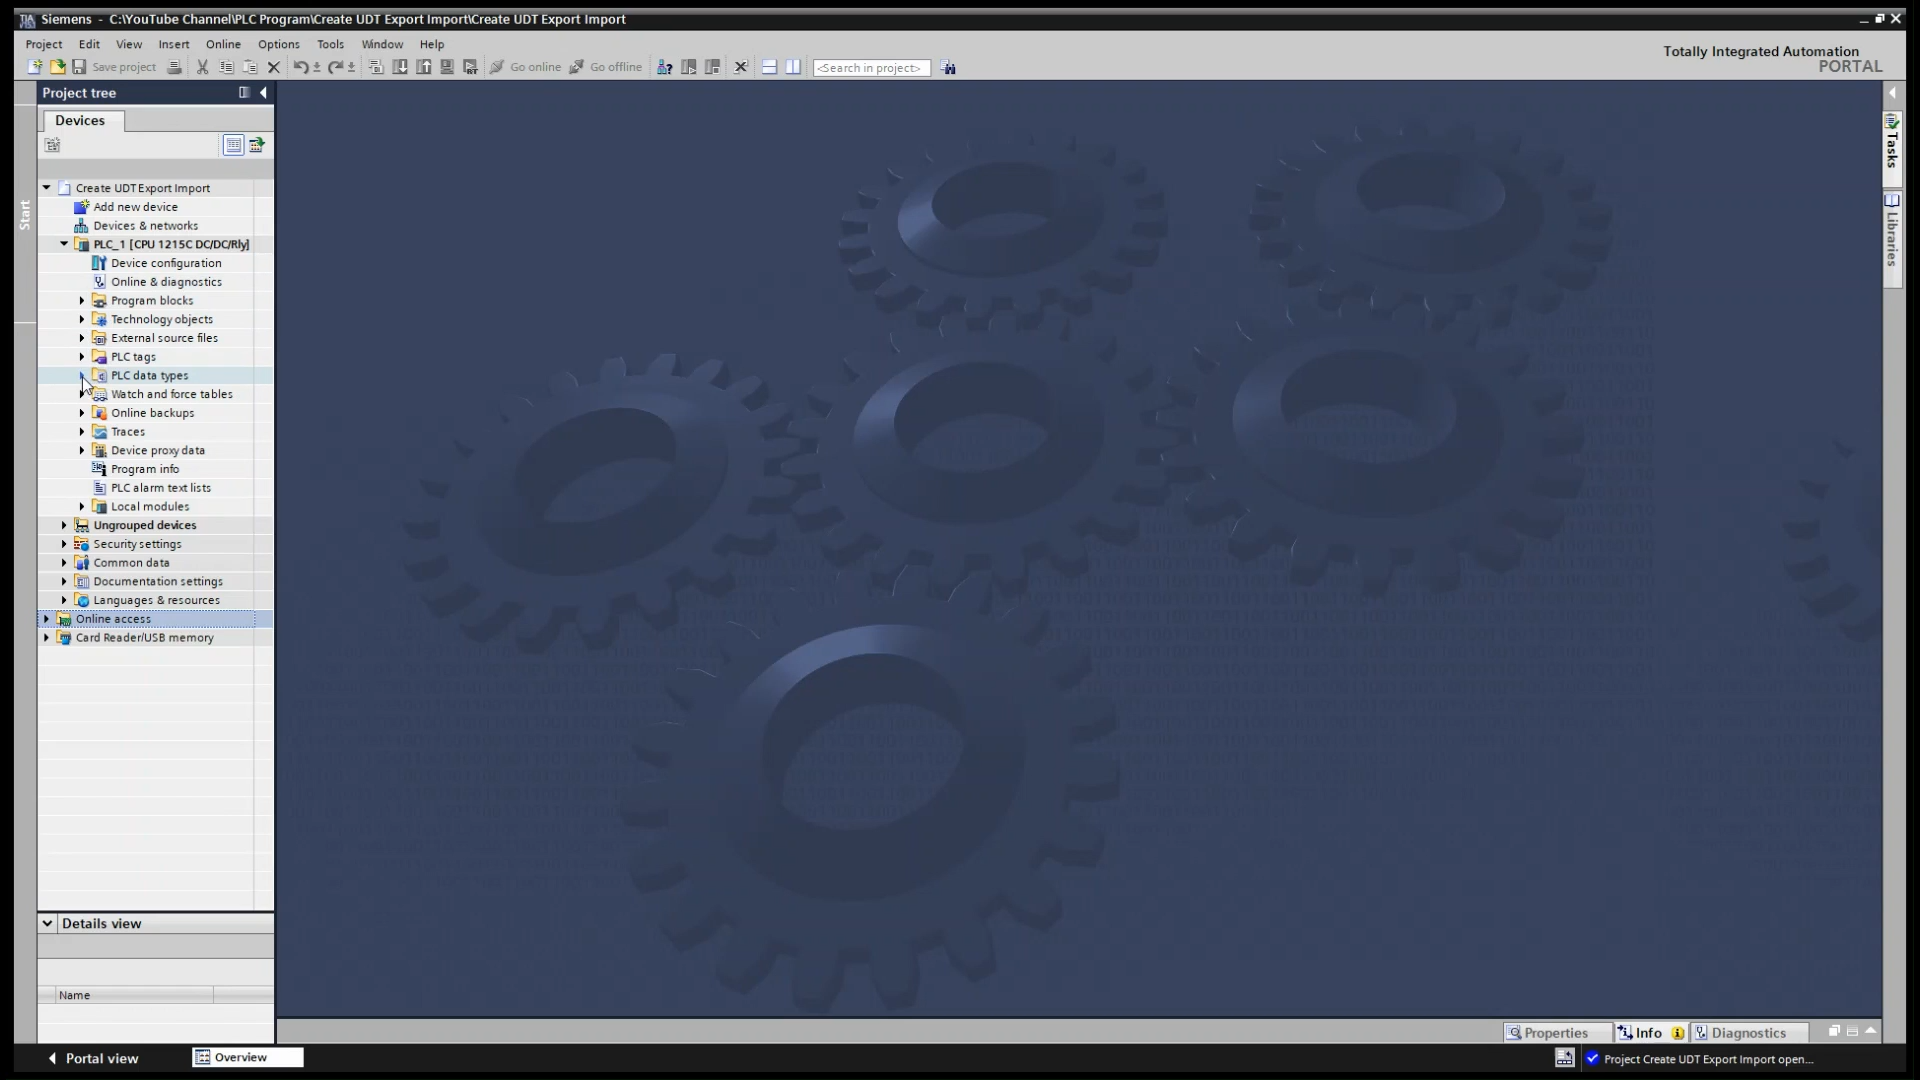 Siemens - C:\YouTube Channel\PLC Program\Create UDT Export Import\Create UDT Export Import
Project Edit View Insert Online Options Tools Window Help
Totally Integrated Automation
PORTAL
Save project Go online Go offline <Search in project>
Project tree
Devices
Start
Create UDT Export Import
Add new device
Devices & networks
PLC_1 [CPU 1215C DC/DC/Rly]
Device configuration
Online & diagnostics
Program blocks
Technology objects
External source files
PLC tags
PLC data types
Watch and force tables
Online backups
Traces
Device proxy data
Program info
PLC alarm text lists
Local modules
Ungrouped devices
Security settings
Common data
Documentation settings
Languages & resources
Online access
Card Reader/USB memory
Tasks
Libraries
Details view
Name
Properties Info Diagnostics
Portal view Overview
Project Create UDT Export Import open...